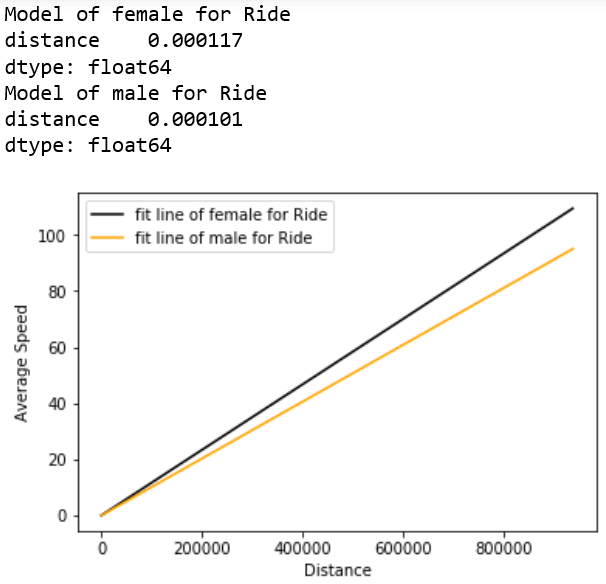 Model of female for Ride
distance    0.000117
dtype: float64
Model of male for Ride
distance    0.000101
dtype: float64
fit line of female for Ride
fit line of male for Ride
Average Speed
100
80
60
40
20
0
0 200000 400000 600000 800000
Distance